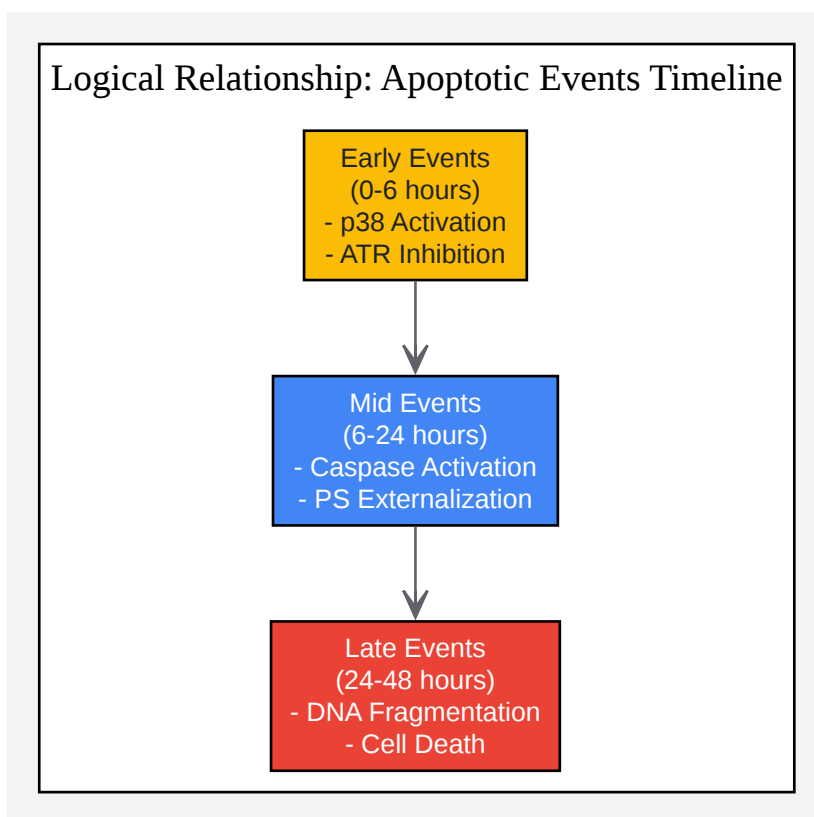 Logical Relationship: Apoptotic Events Timeline
Early Events
(0-6 hours)
- p38 Activation
- ATR Inhibition
Mid Events
(6-24 hours)
- Caspase Activation
- PS Externalization
Late Events
(24-48 hours)
- DNA Fragmentation
- Cell Death